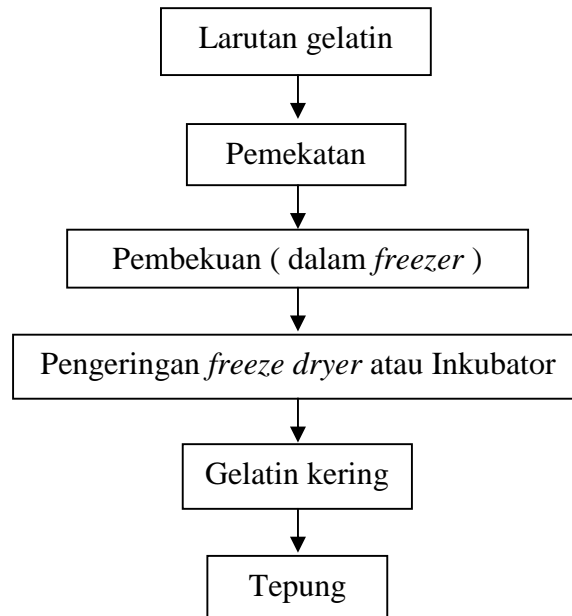 Larutan gelatin
Pemekatan
Pembekuan ( dalam freezer )
Pengeringan freeze dryer atau Inkubator
Gelatin kering
Tepung